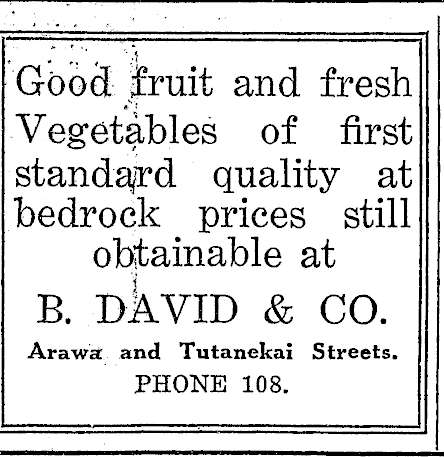 Good fruit and fresh
Vegetables of first
standard quality at
bedrock prices still
obtainable at
B. DAVID & CO.
Arawa and Tutanekai Streets.
PHONE 108.